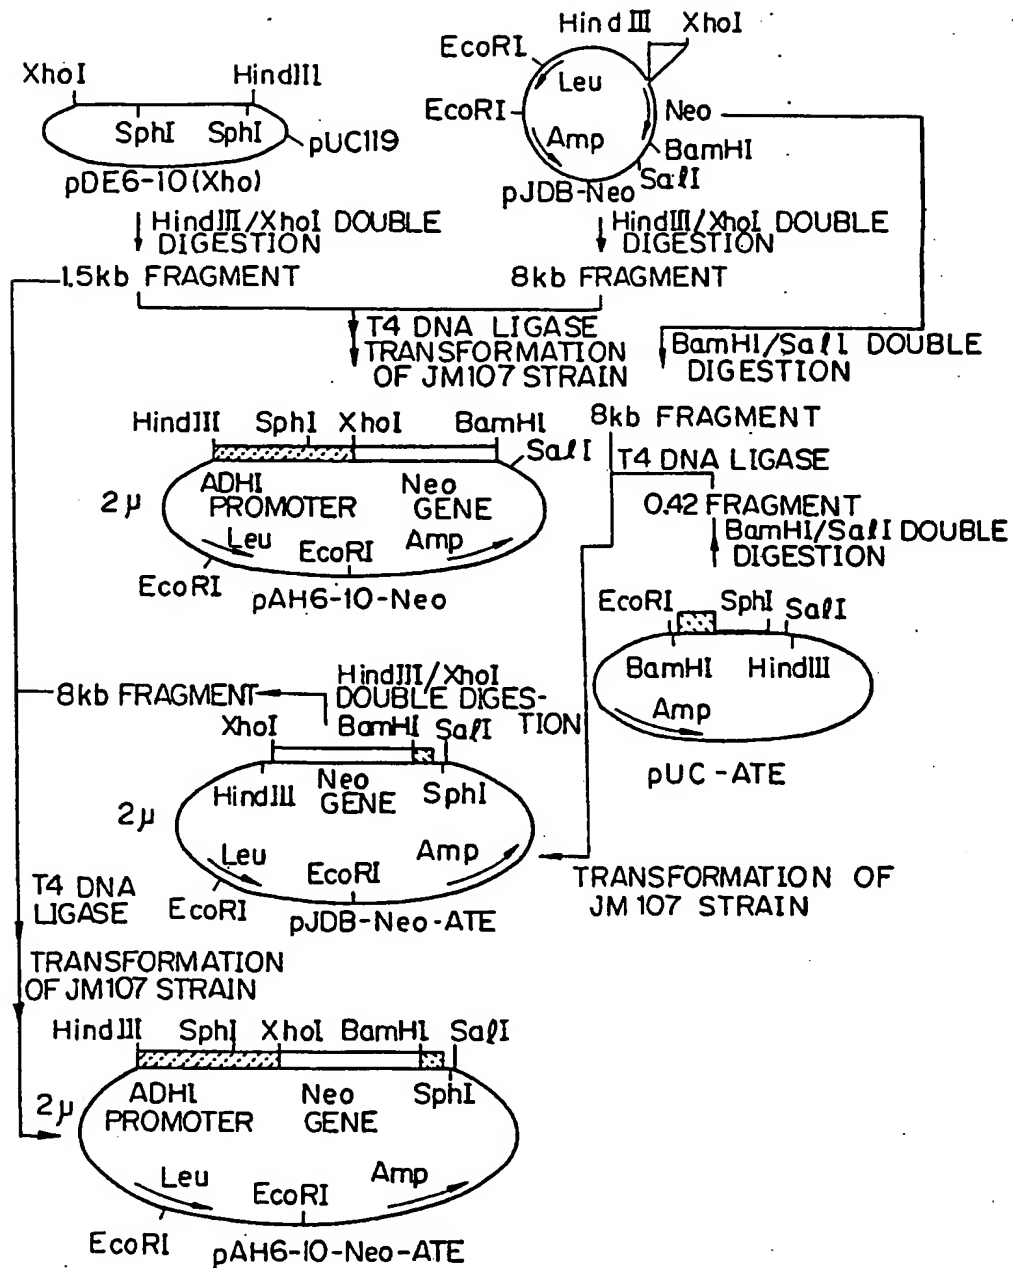 HindIII XhoI
EcoRI
Leu
EcoRI
Neo
Amp
BamHI
SalI
pJDB-Neo
XhoI HindIII
SphI SphI
pUC119
pDE6-10(Xho)
HindIII/XhoI DOUBLE
DIGESTION
1.5kb FRAGMENT
HindIII/XhoI DOUBLE
DIGESTION
8kb FRAGMENT
T4 DNA LIGASE
TRANSFORMATION
OF JM107 STRAIN
BamHI/SalI DOUBLE
DIGESTION
8kb FRAGMENT
T4 DNA LIGASE
0.42 FRAGMENT
BamHI/SalI DOUBLE
DIGESTION
HindIII SphI XhoI BamHI
SalI
2μ
ADHI
PROMOTER
Neo
GENE
Leu
EcoRI
Amp
EcoRI
pAH6-10-Neo
EcoRI SphI SalI
BamHI HindIII
Amp
pUC-ATE
HindIII/XhoI
DOUBLE DIGES-
TION
8kb FRAGMENT
XhoI BamHI SalI
HindIII
Neo
GENE
SphI
2μ
Leu
EcoRI
Amp
EcoRI
pJDB-Neo-ATE
TRANSFORMATION OF
JM107 STRAIN
T4 DNA
LIGASE
TRANSFORMATION
OF JM107 STRAIN
HindIII SphI XhoI BamHI SalI
SphI
2μ
ADHI
PROMOTER
Neo
GENE
Leu
EcoRI
Amp
EcoRI
pAH6-10-Neo-ATE